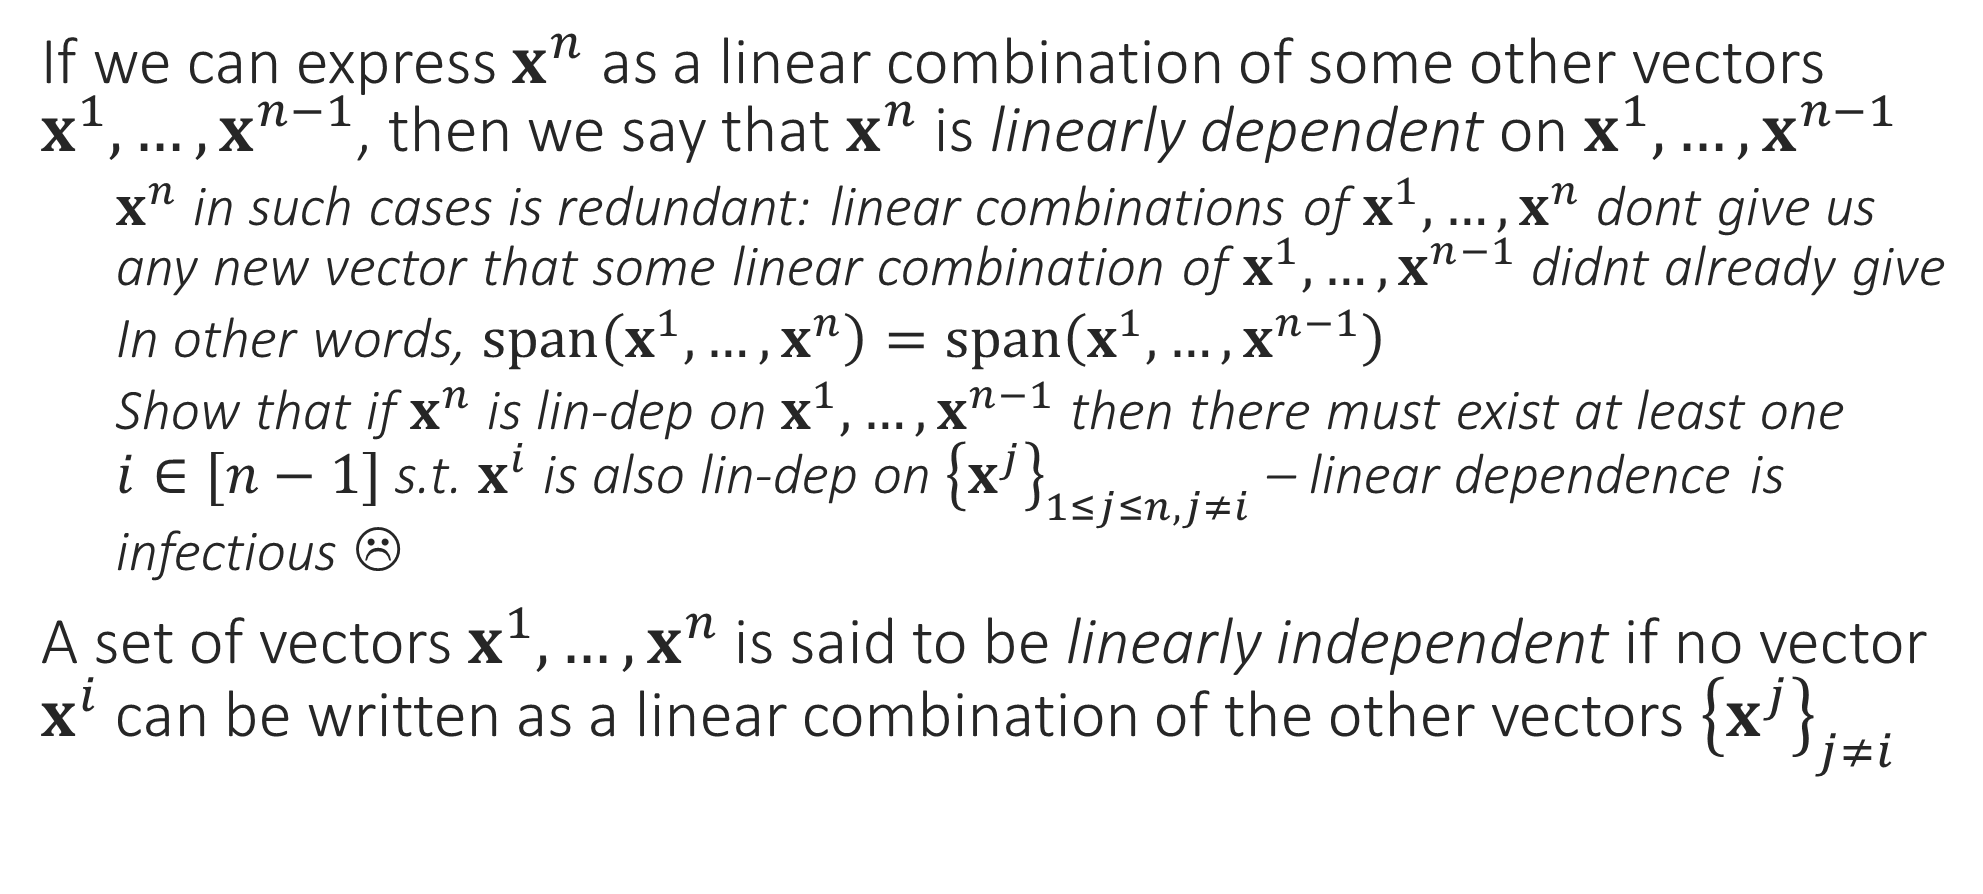 If we can express 𝐱ⁿ as a linear combination of some other vectors
𝐱¹, … , 𝐱ⁿ⁻¹, then we say that 𝐱ⁿ is linearly dependent on 𝐱¹, … , 𝐱ⁿ⁻¹
𝐱ⁿ in such cases is redundant: linear combinations of 𝐱¹, … , 𝐱ⁿ dont give us
any new vector that some linear combination of 𝐱¹, … , 𝐱ⁿ⁻¹ didnt already give
In other words, span(𝐱¹, … , 𝐱ⁿ) = span(𝐱¹, … , 𝐱ⁿ⁻¹)
Show that if 𝐱ⁿ is lin-dep on 𝐱¹, … , 𝐱ⁿ⁻¹ then there must exist at least one
i ∈ [n − 1] s.t. 𝐱ⁱ is also lin-dep on {𝐱ʲ}₁≤j≤n,j≠i – linear dependence is
infectious ☹
A set of vectors 𝐱¹, … , 𝐱ⁿ is said to be linearly independent if no vector
𝐱ⁱ can be written as a linear combination of the other vectors {𝐱ʲ}j≠i